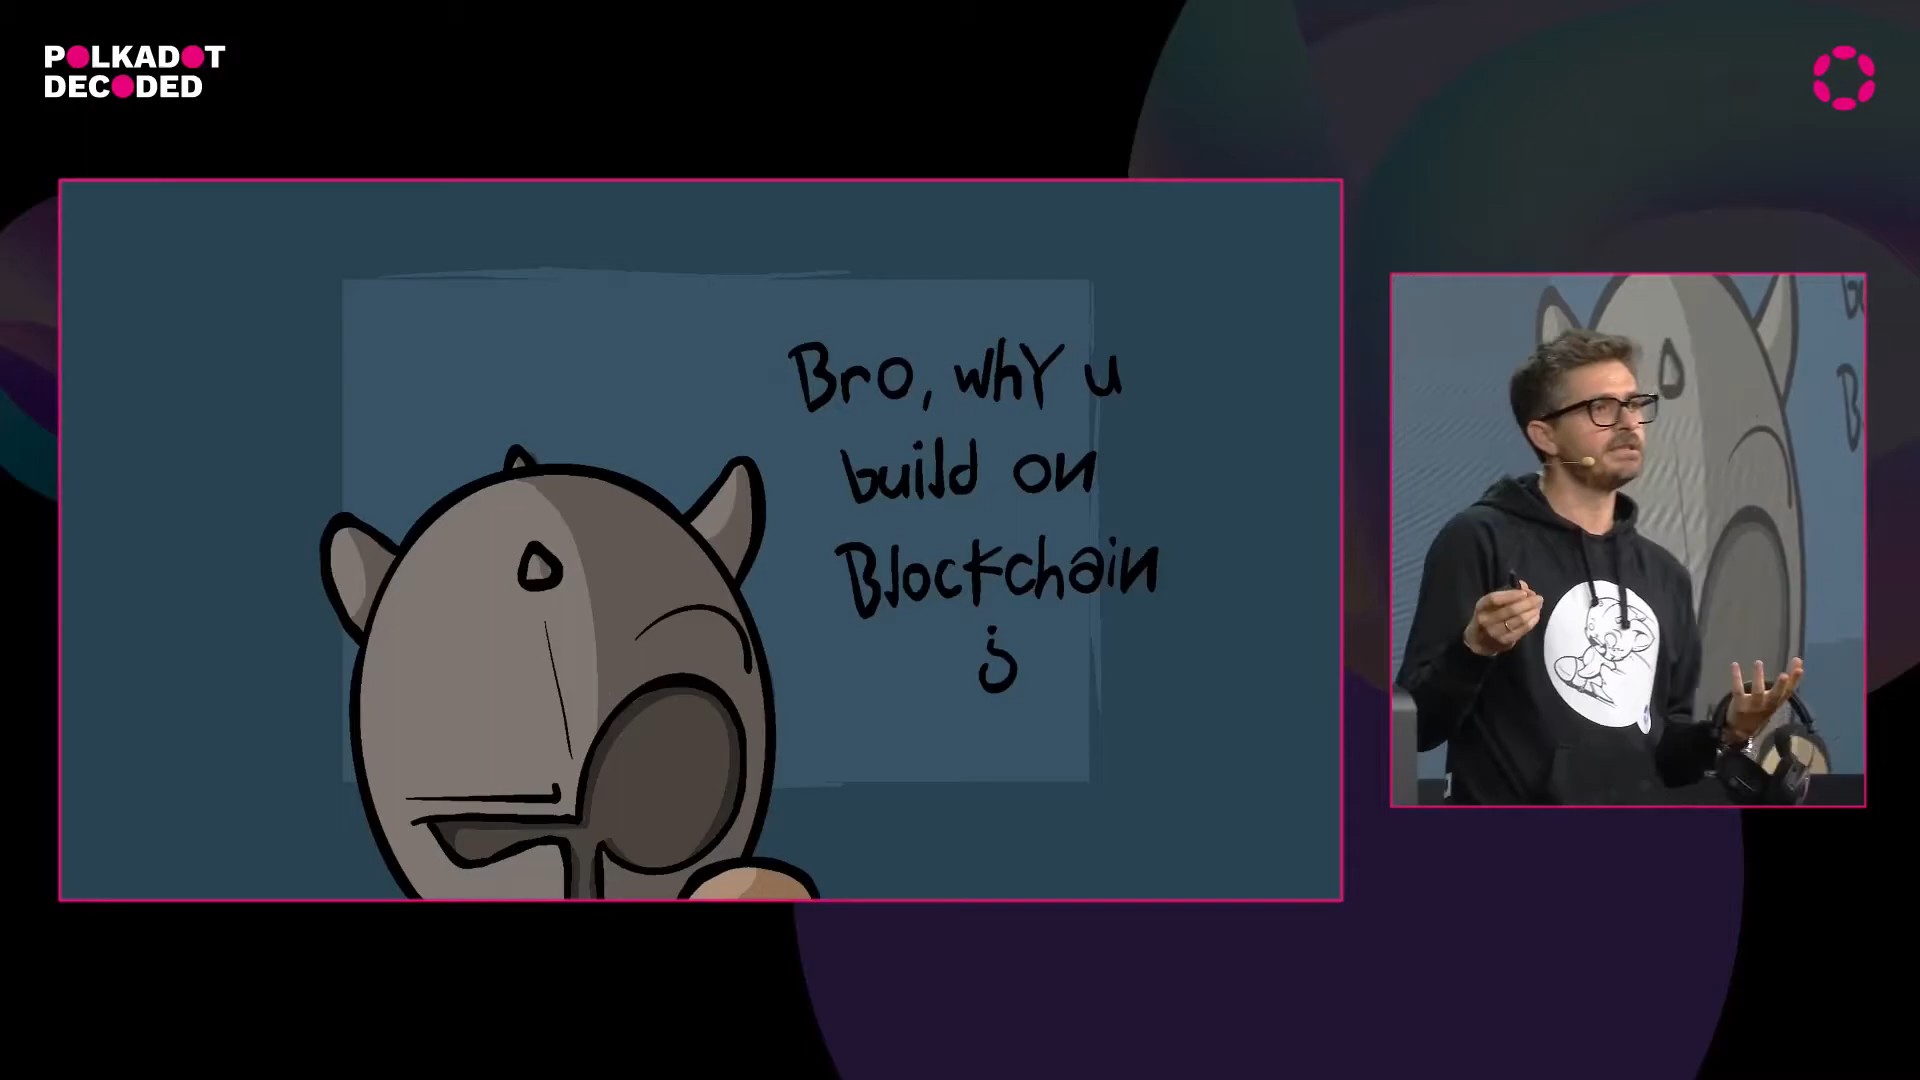 POLKADOT
DECODED
Bro, why u
build on
Blockchain